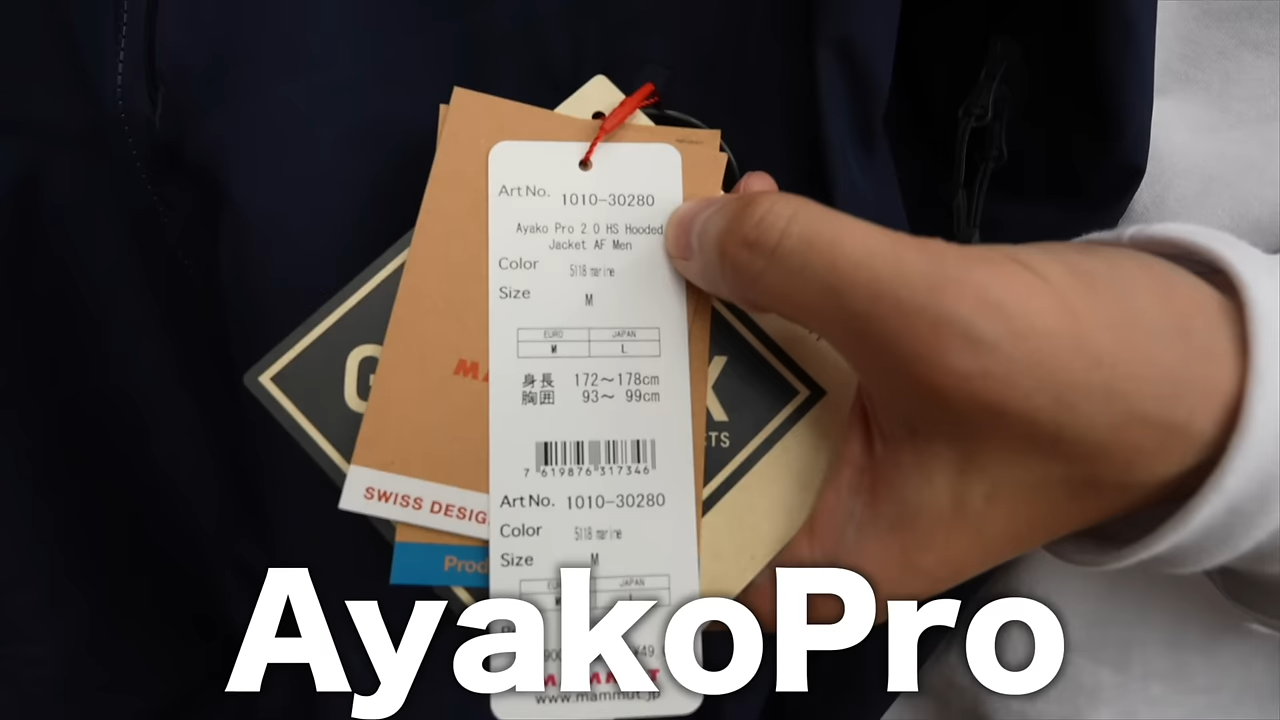 Art No. 1010-30280
Ayako Pro 2.0 HS Hooded
Jacket AF Men
Color 5118 marine
Size M
EURO JAPAN
M L
身長 172~178cm
胸囲 93~ 99cm
7 619876 317346
Art No. 1010-30280
Color 5118 marine
Size M
JAPAN
SWISS DESIG
Prod
AyakoPro
www.mammut.jp